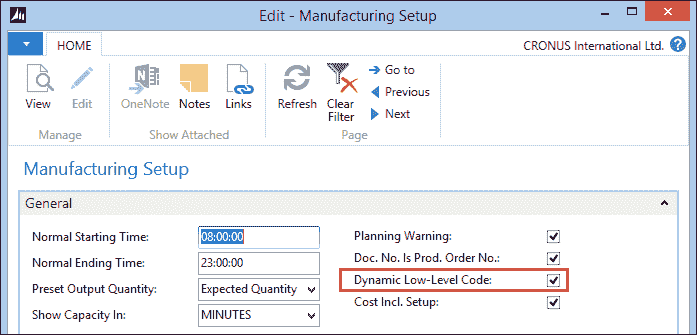 Edit - Manufacturing Setup
HOME
CRONUS International Ltd.
View
Edit
OneNote
Notes
Links
Refresh
Clear
Filter
Go to
Previous
Next
Manage
Show Attached
Page
Manufacturing Setup
General
Normal Starting Time: 08:00:00
Planning Warning:
Normal Ending Time: 23:00:00
Doc. No. Is Prod. Order No.:
Preset Output Quantity: Expected Quantity
Dynamic Low-Level Code:
Show Capacity In: MINUTES
Cost Incl. Setup: